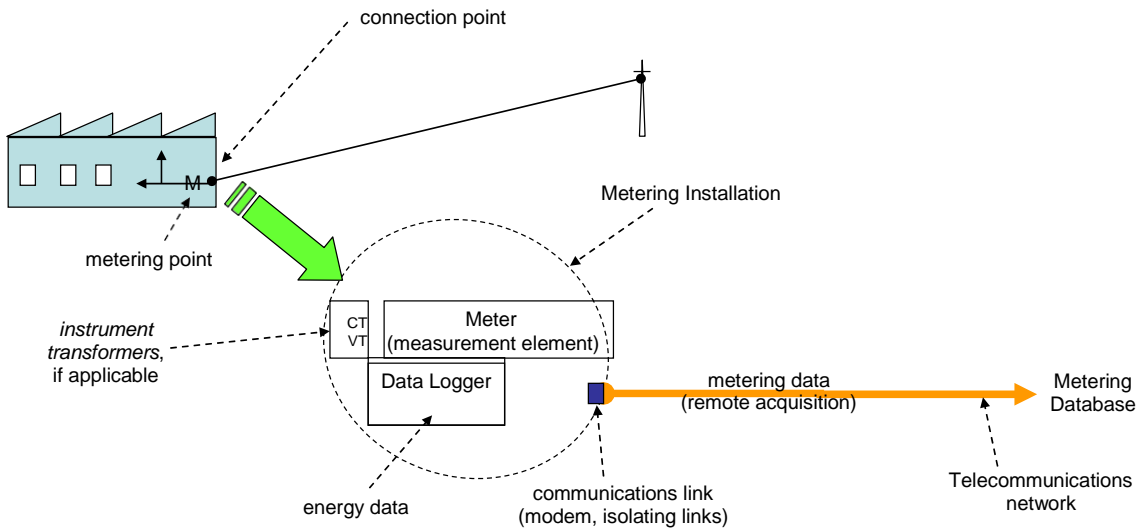 connection point
M
metering point
Metering Installation
instrument
transformers,
if applicable
CT
VT
Meter
(measurement element)
Data Logger
metering data
(remote acquisition)
Metering
Database
energy data
communications link
(modem, isolating links)
Telecommunications
network